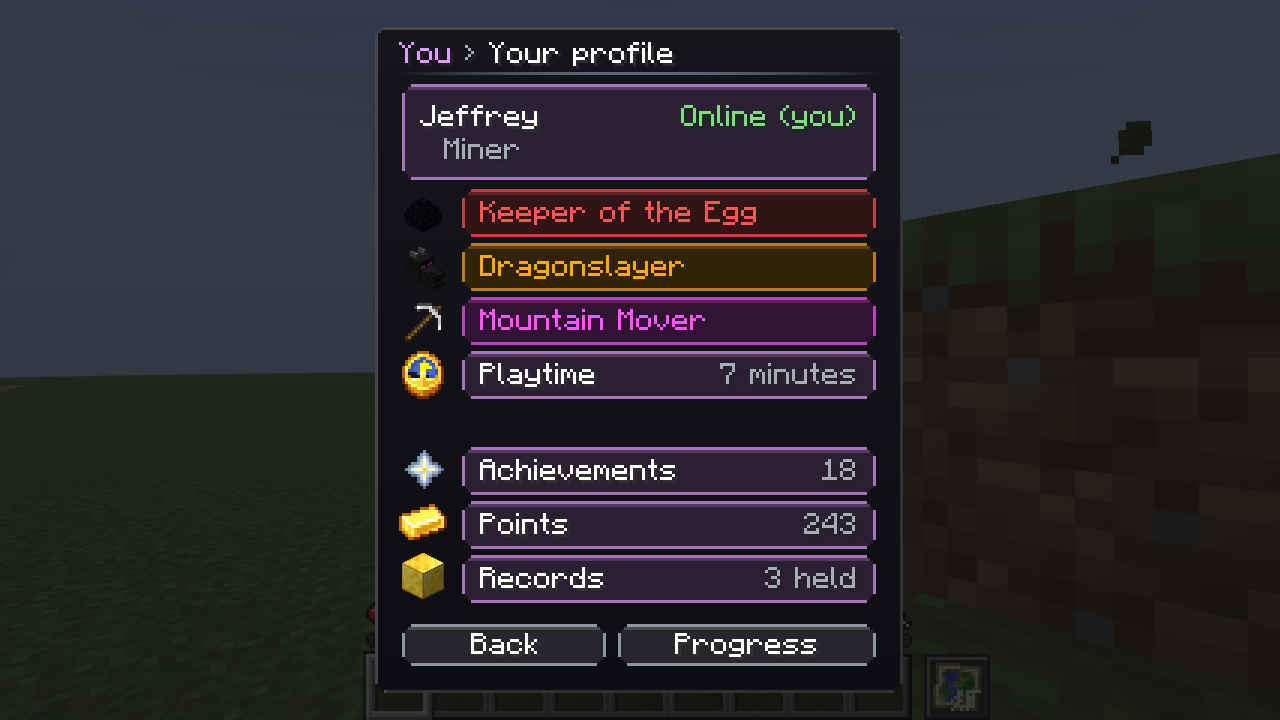 You > Your profile
Jeffrey Online (you)
Miner
Keeper of the Egg
Dragonslayer
Mountain Mover
Playtime 7 minutes
Achievements 18
Points 243
Records 3 held
Back Progress